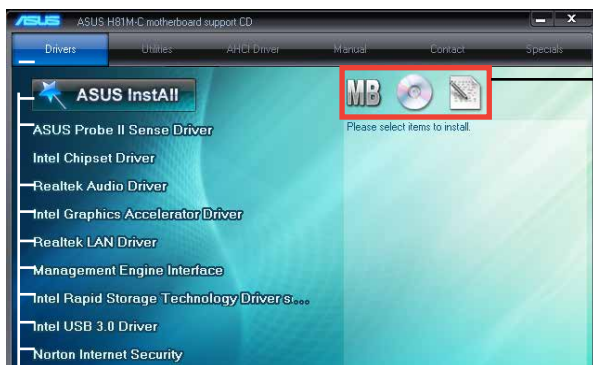 ASUS ASUS H81M-C motherboard support CD
Drivers Utilities AHCI Driver Manual Contact Specials
ASUS InstAll
MB
Please select items to install.
ASUS Probe II Sense Driver
Intel Chipset Driver
Realtek Audio Driver
Intel Graphics Accelerator Driver
Realtek LAN Driver
Management Engine Interface
Intel Rapid Storage Technology Driver s...
Intel USB 3.0 Driver
Norton Internet Security